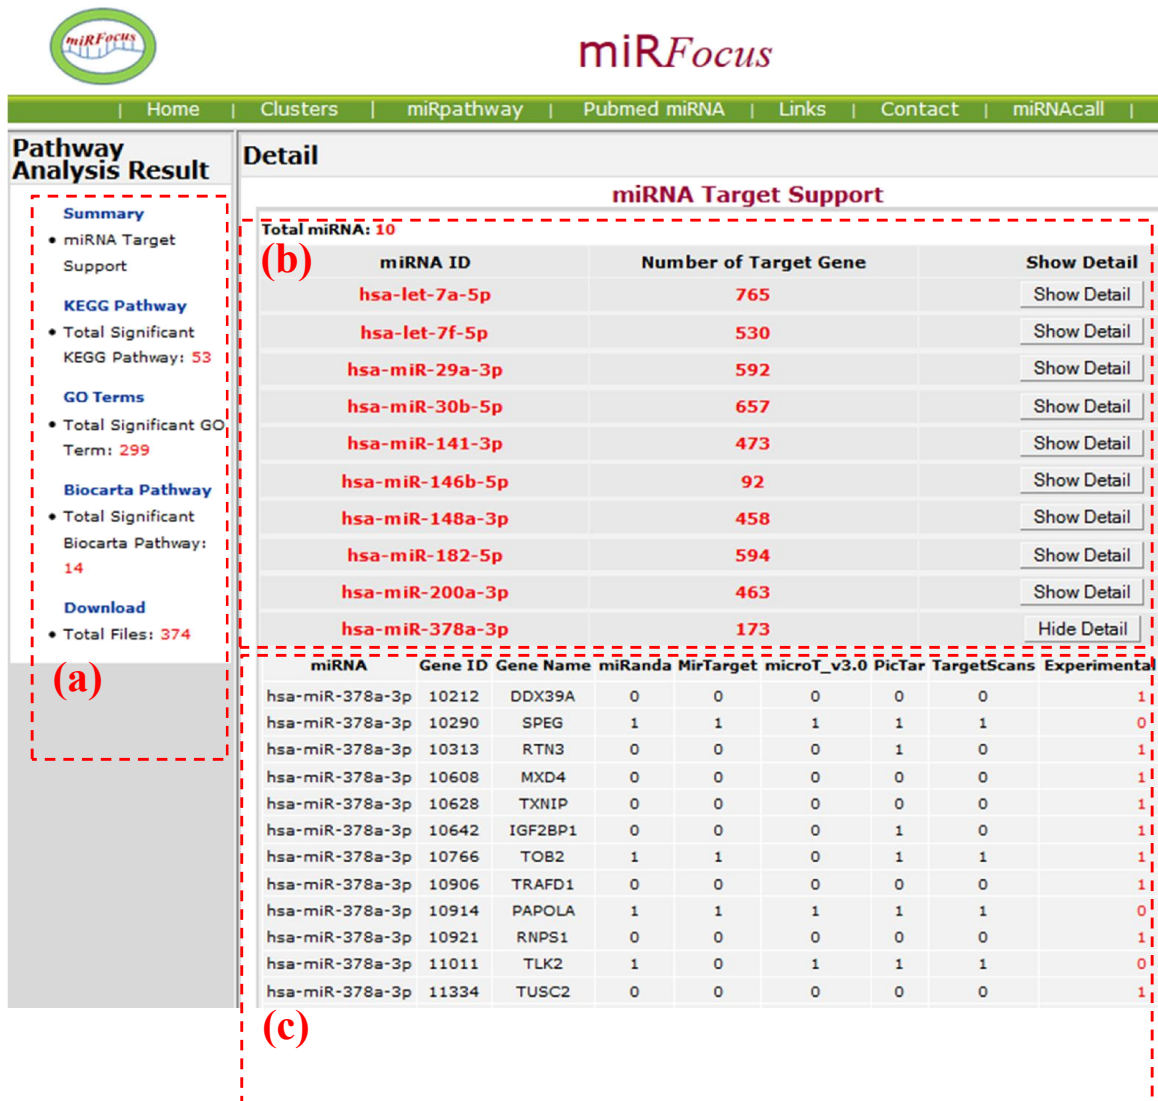 miRFocus
miRFocus
| Home | Clusters | miRpathway | Pubmed miRNA | Links | Contact | miRNAcall |
Pathway
Analysis Result
Summary
• miRNA Target
Support
KEGG Pathway
• Total Significant
KEGG Pathway: 53
GO Terms
• Total Significant GO
Term: 299
Biocarta Pathway
• Total Significant
Biocarta Pathway:
14
Download
• Total Files: 374
(a)
Detail
miRNA Target Support
Total miRNA: 10
(b)
miRNA ID Number of Target Gene Show Detail
hsa-let-7a-5p 765 Show Detail
hsa-let-7f-5p 530 Show Detail
hsa-miR-29a-3p 592 Show Detail
hsa-miR-30b-5p 657 Show Detail
hsa-miR-141-3p 473 Show Detail
hsa-miR-146b-5p 92 Show Detail
hsa-miR-148a-3p 458 Show Detail
hsa-miR-182-5p 594 Show Detail
hsa-miR-200a-3p 463 Show Detail
hsa-miR-378a-3p 173 Hide Detail
miRNA Gene ID Gene Name miRanda MirTarget microT_v3.0 PicTar TargetScans Experimental
hsa-miR-378a-3p 10212 DDX39A 0 0 0 0 0 1
hsa-miR-378a-3p 10290 SPEG 1 1 1 1 1 0
hsa-miR-378a-3p 10313 RTN3 0 0 0 1 0 1
hsa-miR-378a-3p 10608 MXD4 0 0 0 0 0 1
hsa-miR-378a-3p 10628 TXNIP 0 0 0 0 0 1
hsa-miR-378a-3p 10642 IGF2BP1 0 0 0 1 0 1
hsa-miR-378a-3p 10766 TOB2 1 1 0 1 1 1
hsa-miR-378a-3p 10906 TRAFD1 0 0 0 0 0 1
hsa-miR-378a-3p 10914 PAPOLA 1 1 1 1 1 0
hsa-miR-378a-3p 10921 RNPS1 0 0 0 0 0 1
hsa-miR-378a-3p 11011 TLK2 1 0 1 1 1 0
hsa-miR-378a-3p 11334 TUSC2 0 0 0 0 0 1
(c)